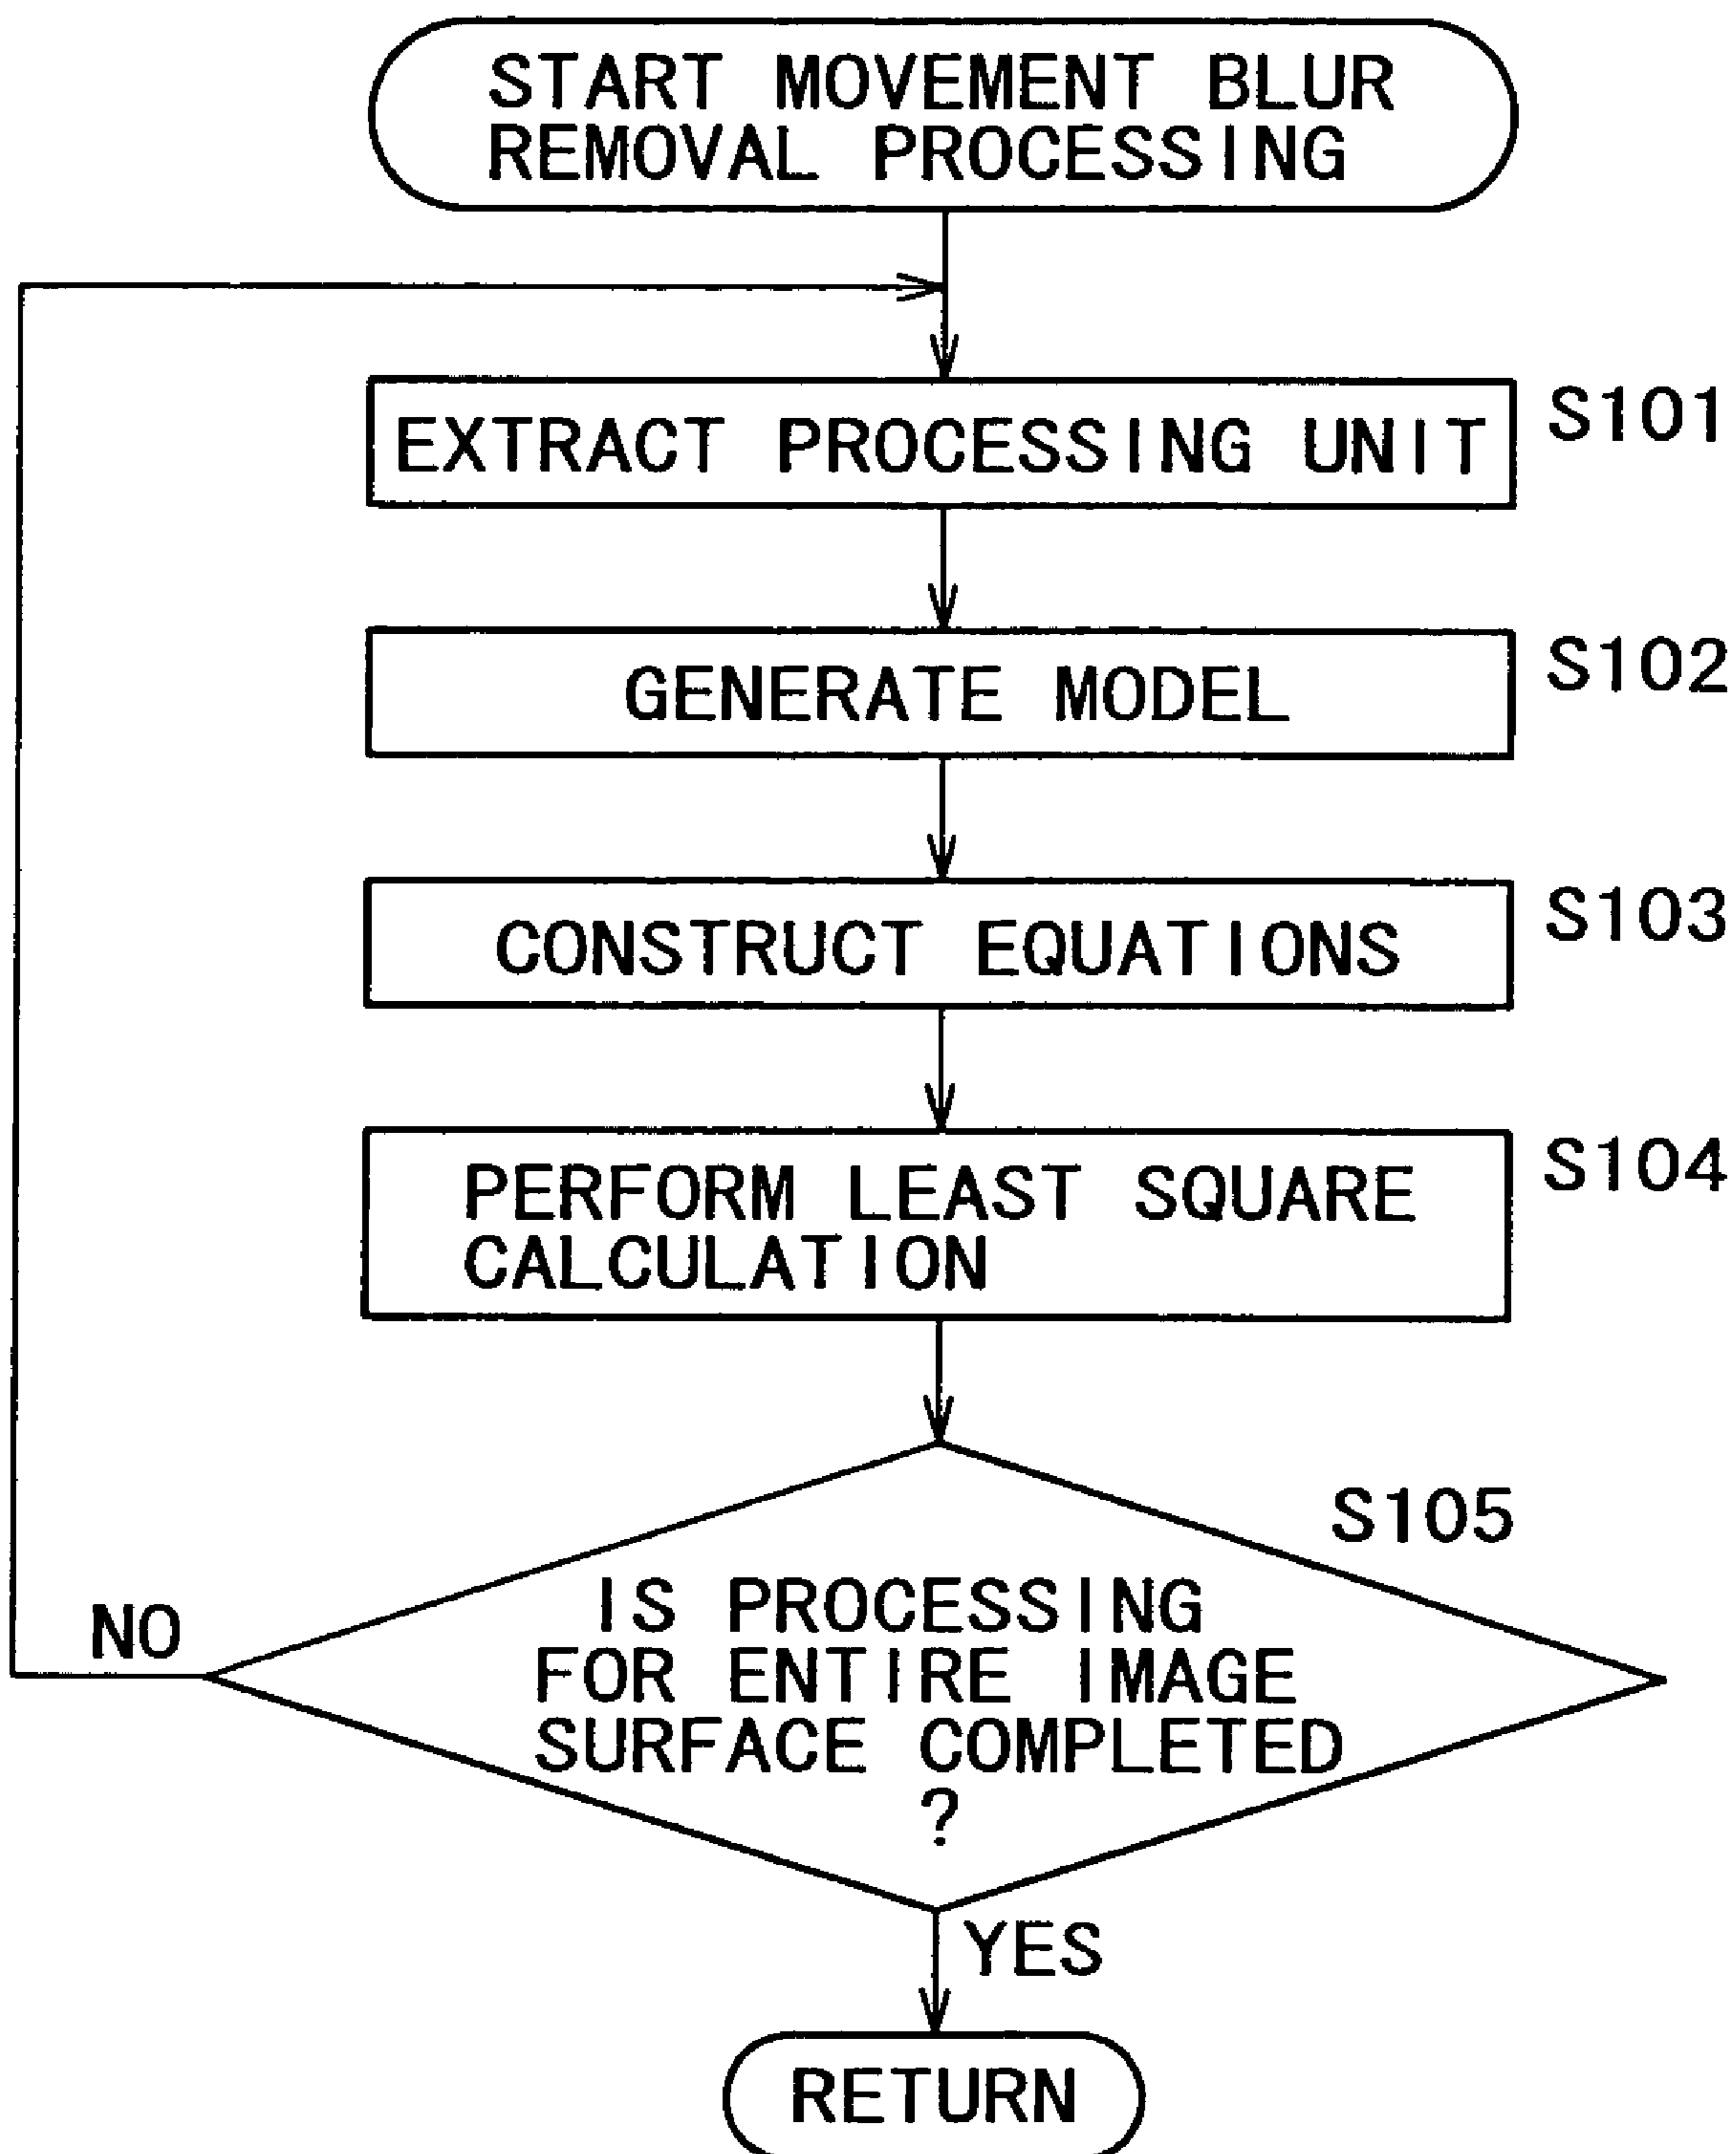 START MOVEMENT BLUR
REMOVAL PROCESSING
EXTRACT PROCESSING UNIT
S101
GENERATE MODEL
S102
CONSTRUCT EQUATIONS
S103
PERFORM LEAST SQUARE
CALCULATION
S104
S105
IS PROCESSING
FOR ENTIRE IMAGE
SURFACE COMPLETED
?
NO
YES
RETURN